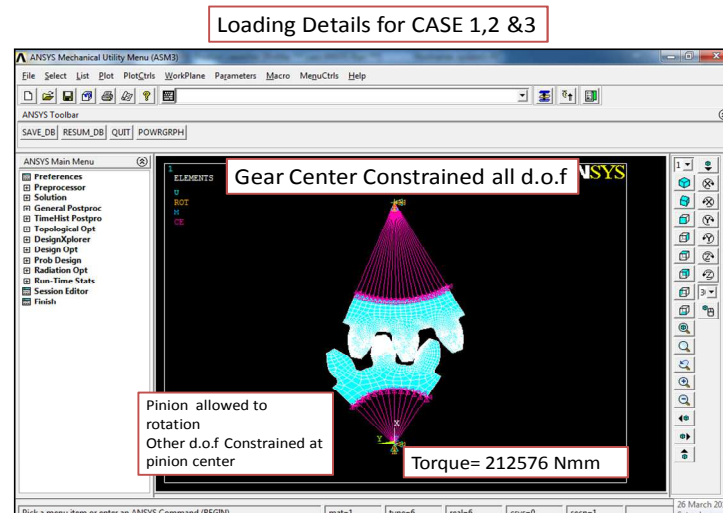 Loading Details for CASE 1,2 &3
ANSYS Mechanical Utility Menu (ASM3)
File Select List Plot PlotCtrls WorkPlane Parameters Macro MenuCtrls Help
ANSYS Toolbar
SAVE_DB RESUM_DB QUIT POWRGRPH
ANSYS Main Menu
Preferences
Preprocessor
Solution
General Postproc
TimeHist Postpro
Topological Opt
DesignXplorer
Design Opt
Prob Design
Radiation Opt
Run-Time Stats
Session Editor
Finish
1
ELEMENTS
U
ROT
M
CE
Gear Center Constrained all d.o.f
NSYS
Pinion allowed to
rotation
Other d.o.f Constrained at
pinion center
X
Y
Torque= 212576 Nmm
1
Pick a menu item or enter an ANSYS Command (BEGIN) mat=1 type=6 real=6 csys=0 secn=1
26 March 20